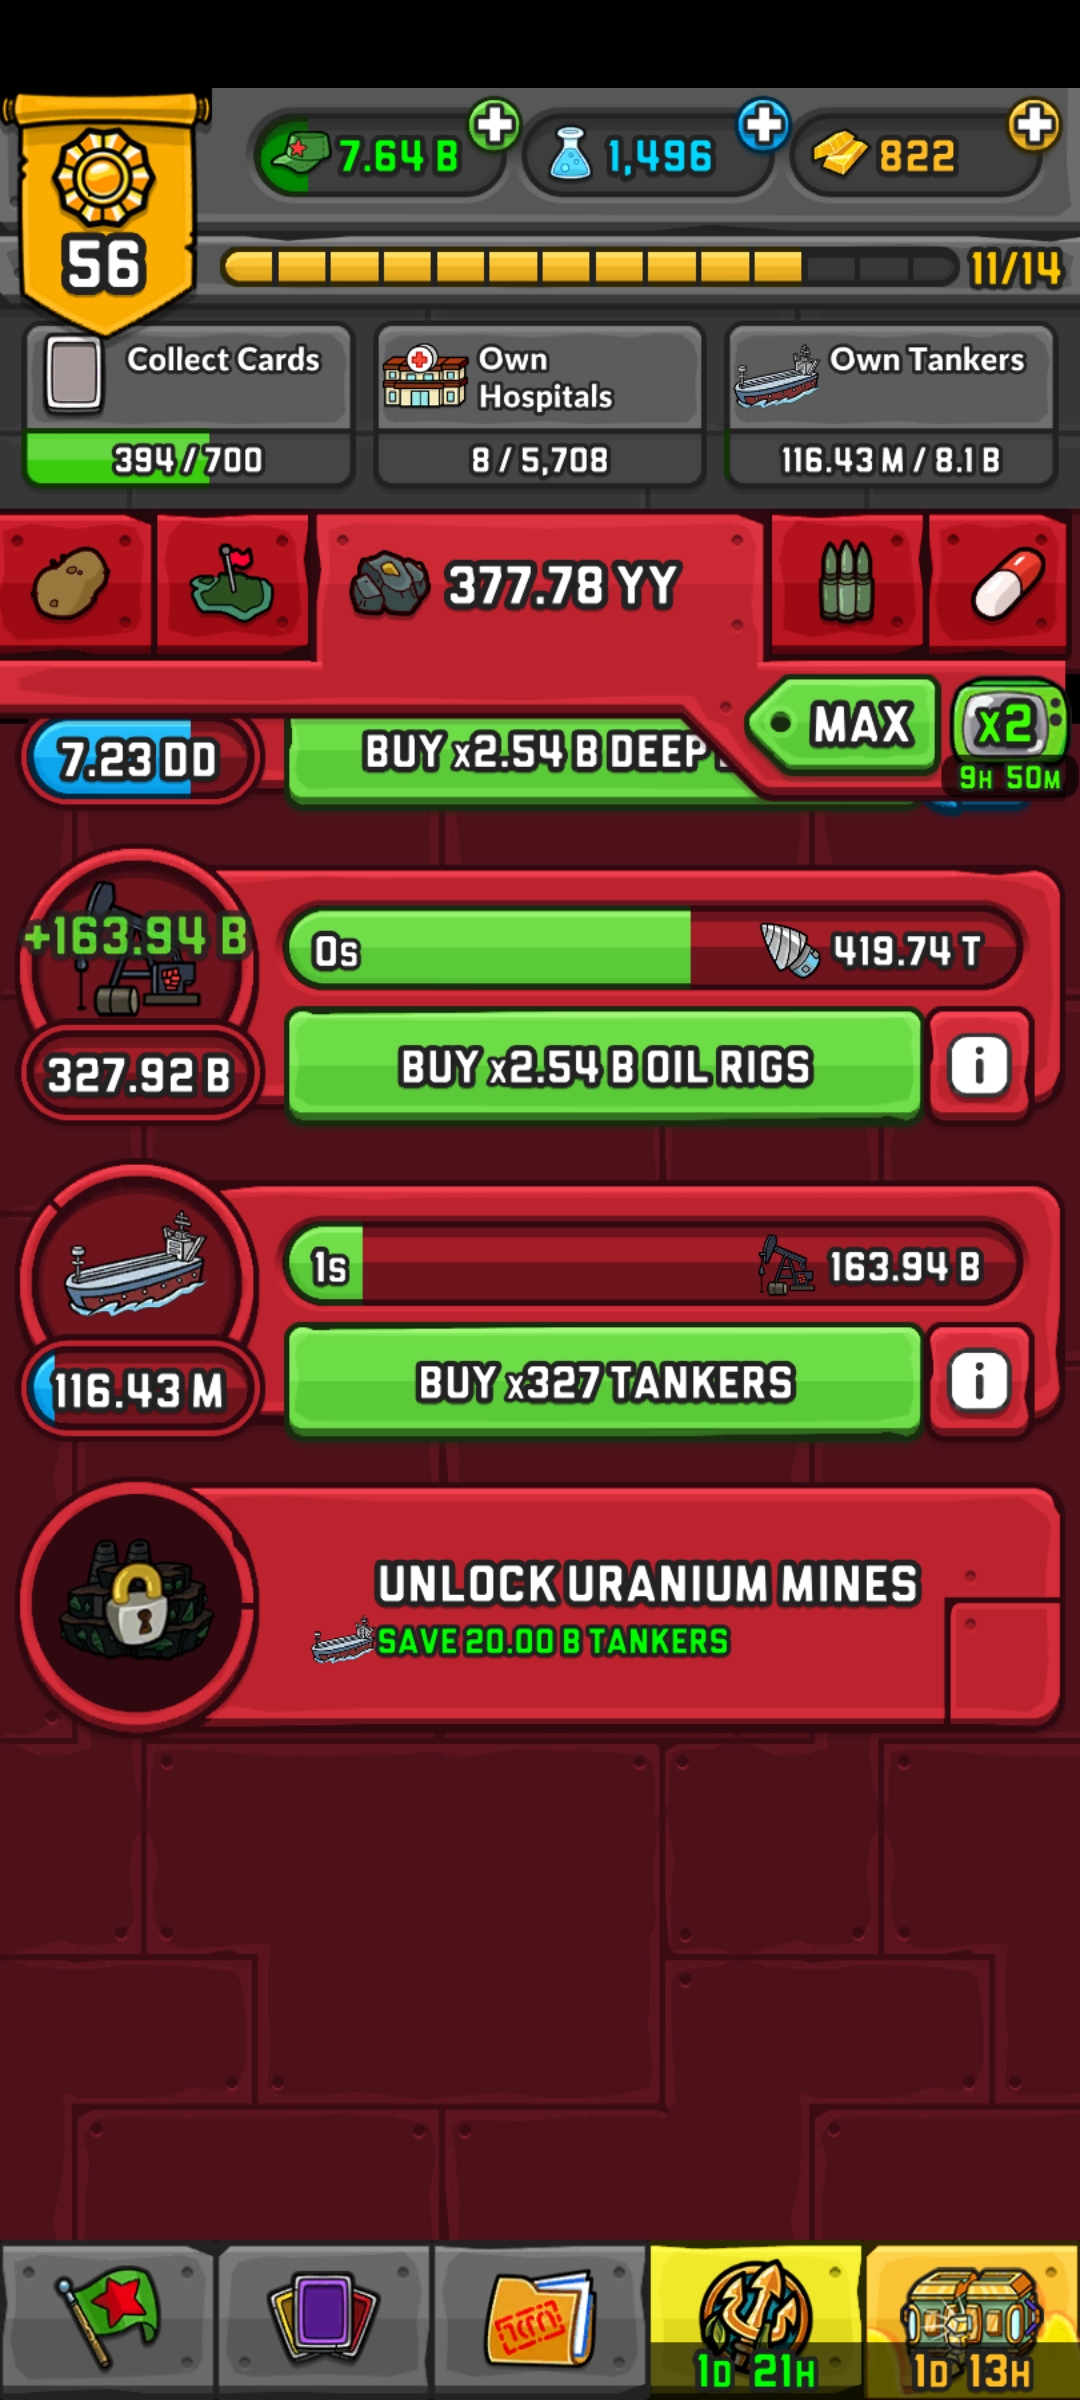 7.64 B
1,496
822
56
11/14
Collect Cards
394/700
Own
Hospitals
8/5,708
Own Tankers
116.43 M / 8.1 B
377.78 YY
MAX
x2
9H 50M
7.23 DD
BUY x2.54 B DEEP
+163.94 B
0s
419.74 T
327.92 B
BUY x2.54 B OIL RIGS
i
1s
163.94 B
116.43 M
BUY x327 TANKERS
i
UNLOCK URANIUM MINES
SAVE 20.00 B TANKERS
1D 21H
1D 13H